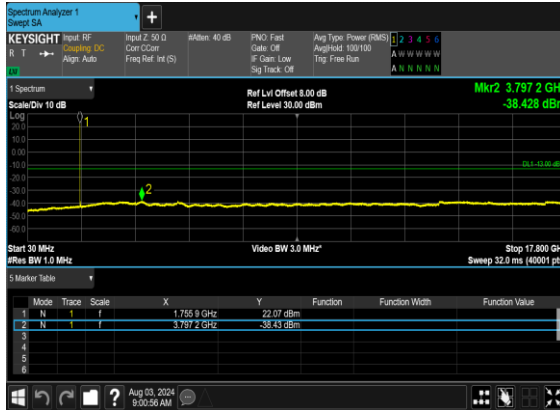 Spectrum Analyzer 1
Swept SA
+
KEYSIGHT
R T
Input: RF
Coupling: DC
Align: Auto
Input Z: 50 Ω
Corr CCorr
Freq Ref: Int (S)
#Atten: 40 dB
PNO: Fast
Gate: Off
IF Gain: Low
Sig Track: Off
Avg Type: Power (RMS)
Avg|Hold: 100/100
Trig: Free Run
1 2 3 4 5 6
A W W W W W
A N N N N N
1 Spectrum
Scale/Div 10 dB
Ref Lvl Offset 8.00 dB
Ref Level 30.00 dBm
Mkr2 3.797 2 GH
-38.428 dB
Log
20.0
10.0
0.00
-10.0
-20.0
-30.0
-40.0
-50.0
-60.0
1
2
DL1 -13.00 dB
Start 30 MHz
#Res BW 1.0 MHz
Video BW 3.0 MHz*
Stop 17.800 GH
Sweep 32.0 ms (40001 pt
5 Marker Table
Mode Trace Scale X Y Function Function Width Function Value
1 N 1 f 1.755 9 GHz 22.07 dBm
2 N 1 f 3.797 2 GHz -38.43 dBm
3
4
5
6
?
Aug 03, 2024
9:00:56 AM